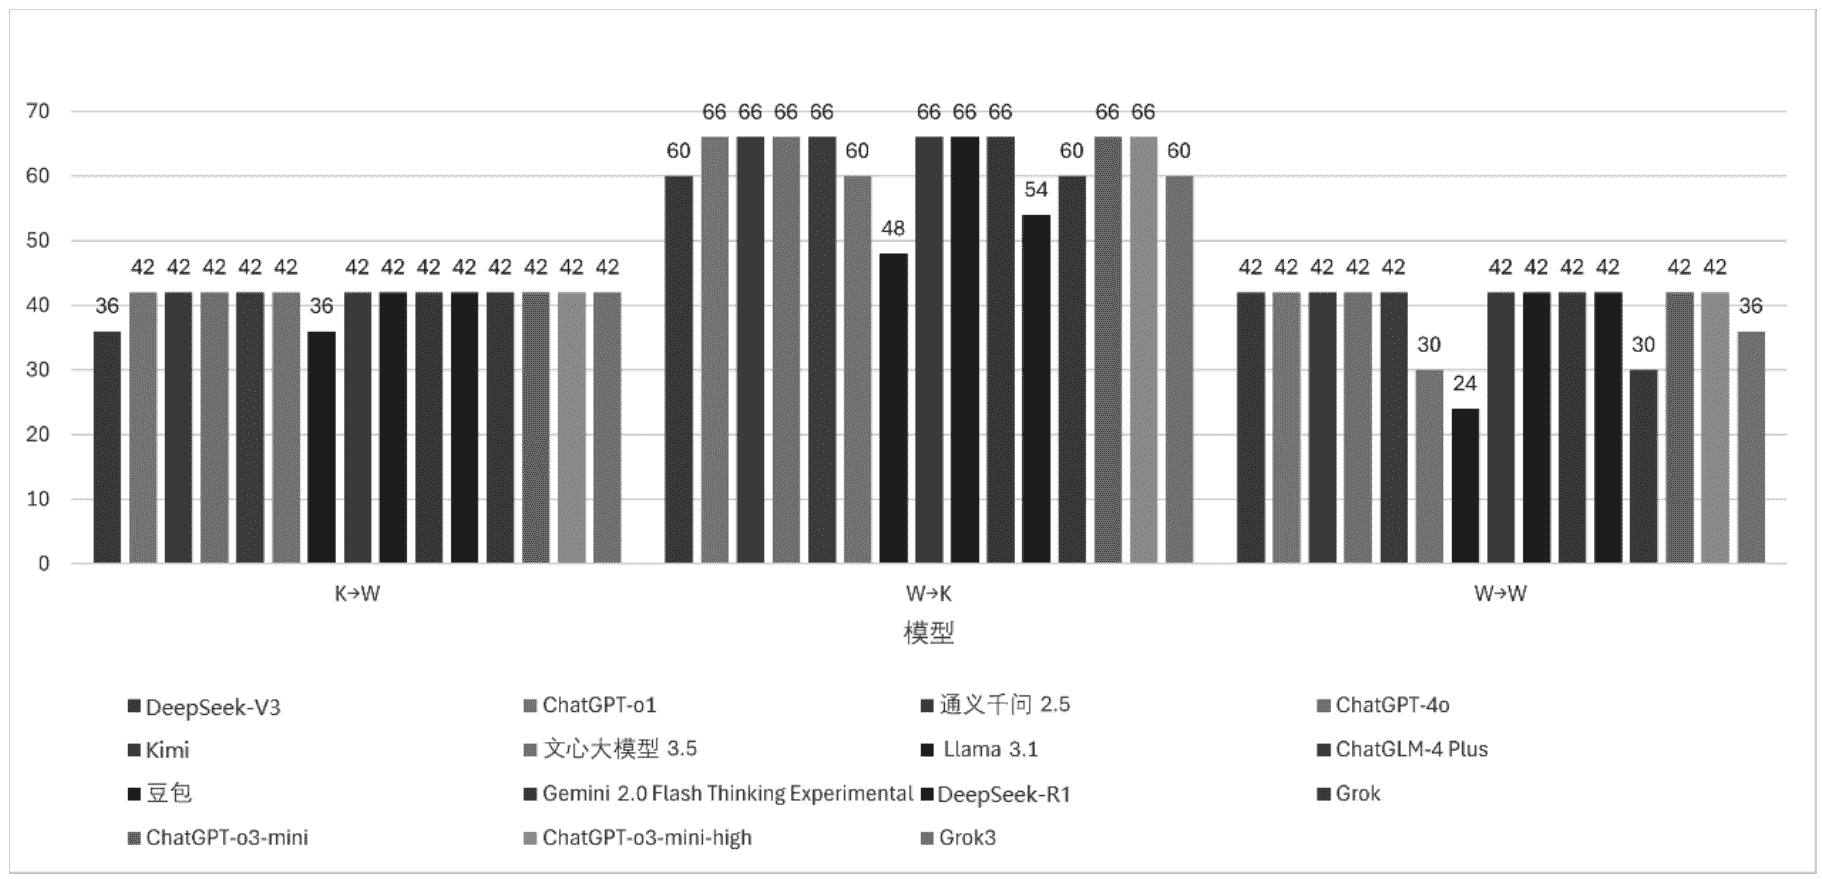 70
66 66 66 66 66 66 66 66 66
60 60 60 60
60
54
50
48
42 42 42 42 42 42 42 42 42 42 42 42 42 42 42 42 42 42 42 42 42 42 42 42
40
36 36 36
30 30
30
24
20
10
0
K→W W→K W→W
模型
DeepSeek-V3 ChatGPT-o1 通义千问 2.5 ChatGPT-4o
Kimi 文心大模型 3.5 Llama 3.1 ChatGLM-4 Plus
豆包 Gemini 2.0 Flash Thinking Experimental DeepSeek-R1 Grok
ChatGPT-o3-mini ChatGPT-o3-mini-high Grok3